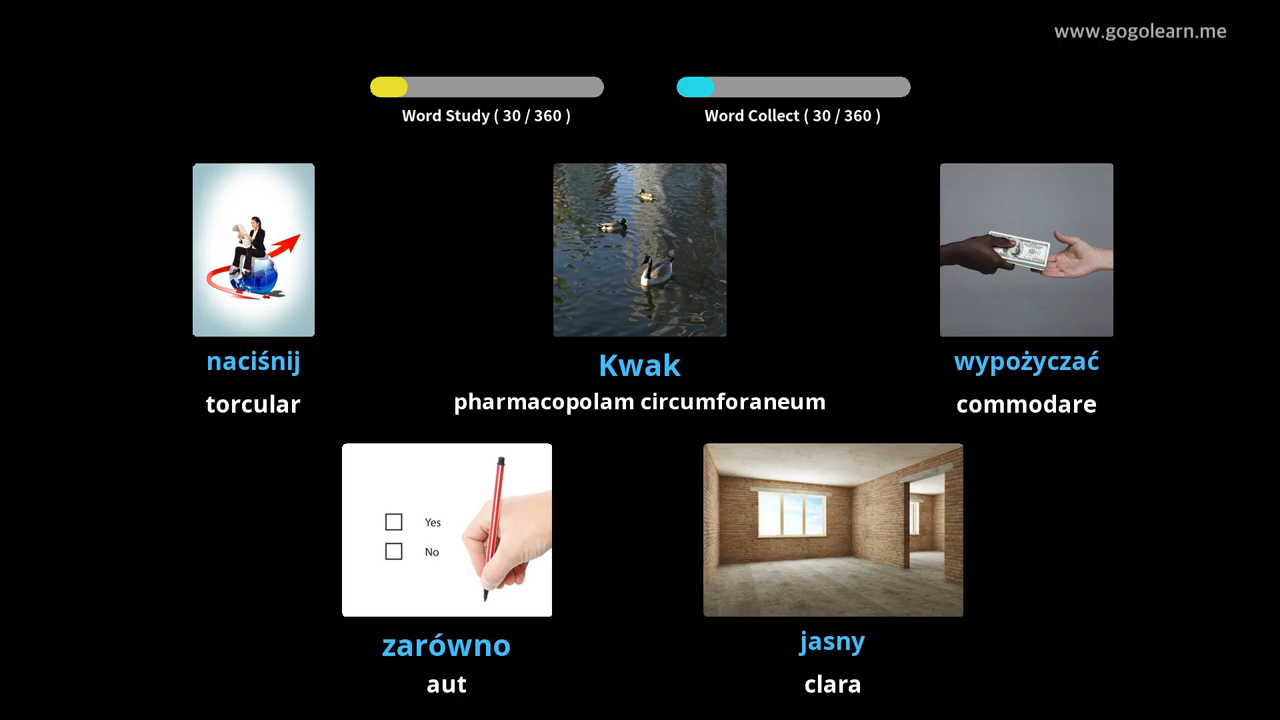 www.gogolearn.me
Word Study ( 30 / 360 )
Word Collect ( 30 / 360 )
naciśnij
torcular
Kwak
pharmacopolam circumforaneum
wypożyczać
commodare
Yes
No
zarówno
aut
jasny
clara